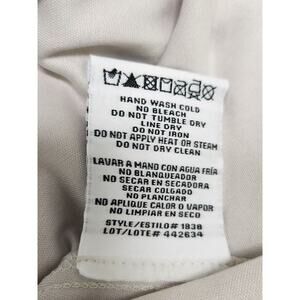 HAND WASH COLD
NO BLEACH
DO NOT TUMBLE DRY
LINE DRY
DO NOT IRON
DO NOT APPLY HEAT OR STEAM
DO NOT DRY CLEAN
LAVAR A MANO CON AGUA FRÍA
NO BLANQUEADOR
NO SECAR EN SECADORA
SECAR COLGADO
NO PLANCHAR
NO APLIQUE CALOR O VAPOR
NO LIMPIAR EN SECO
STYLE/ESTILO# 1838
LOT/LOTE# 442634